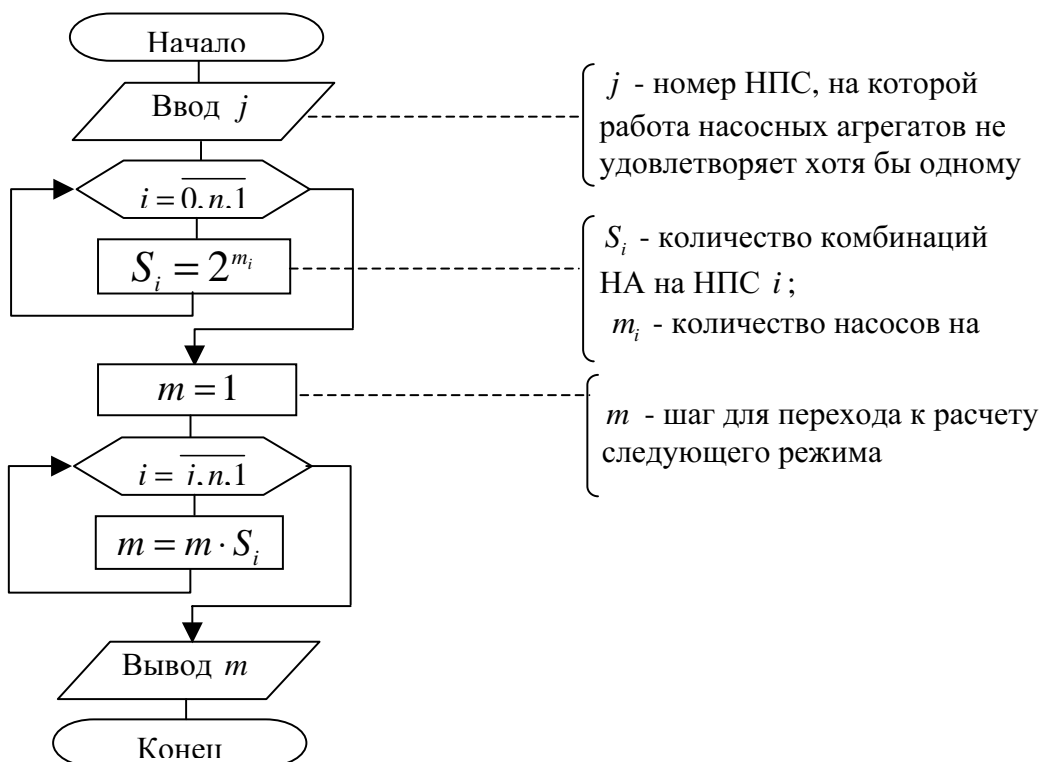 Начало
Ввод j
j - номер НПС, на которой
работа насосных агрегатов не
удовлетворяет хотя бы одному
i = 0, n, 1
S_i = 2^{m_i}
S_i - количество комбинаций
НА на НПС i;
m_i - количество насосов на
m = 1
m - шаг для перехода к расчету
следующего режима
i = j, n, 1
m = m · S_i
Вывод m
Конец